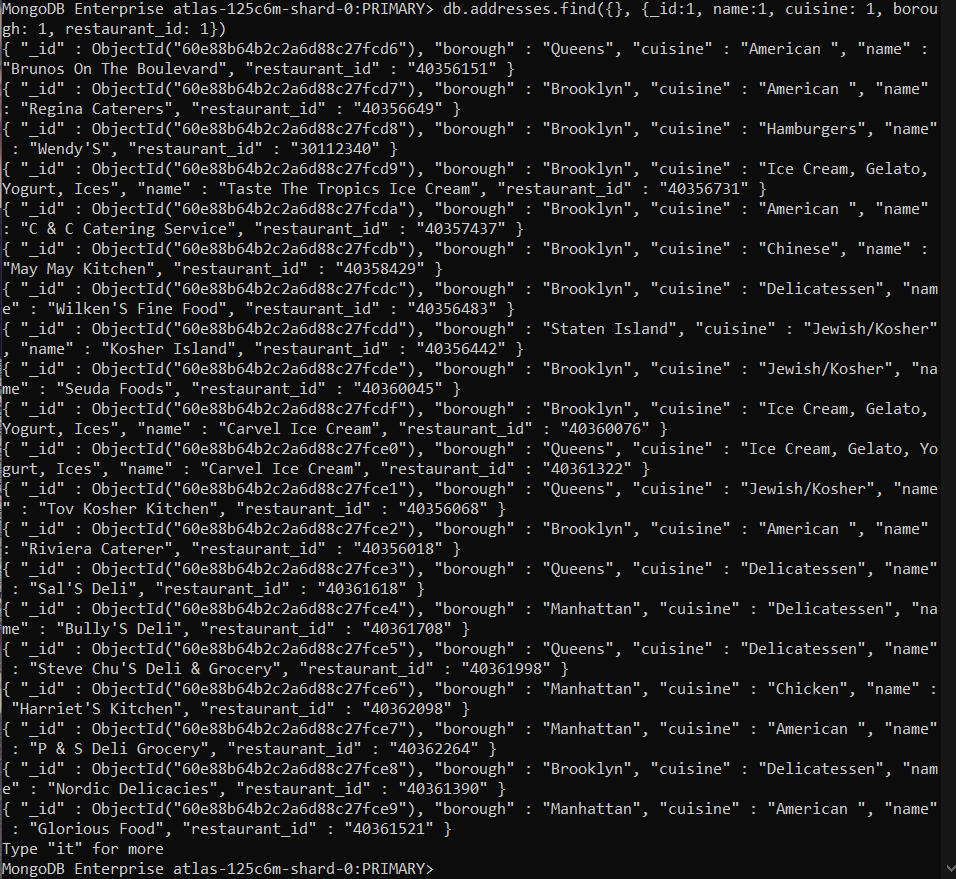 MongoDB Enterprise atlas-125c6m-shard-0:PRIMARY> db.addresses.find({}, {_id:1, name:1, cuisine: 1, borou
gh: 1, restaurant_id: 1})
{ "_id" : ObjectId("60e88b64b2c2a6d88c27fcd6"), "borough" : "Queens", "cuisine" : "American ", "name" :
"Brunos On The Boulevard", "restaurant_id" : "40356151" }
{ "_id" : ObjectId("60e88b64b2c2a6d88c27fcd7"), "borough" : "Brooklyn", "cuisine" : "American ", "name"
: "Regina Caterers", "restaurant_id" : "40356649" }
{ "_id" : ObjectId("60e88b64b2c2a6d88c27fcd8"), "borough" : "Brooklyn", "cuisine" : "Hamburgers", "name"
 : "Wendy'S", "restaurant_id" : "30112340" }
{ "_id" : ObjectId("60e88b64b2c2a6d88c27fcd9"), "borough" : "Brooklyn", "cuisine" : "Ice Cream, Gelato,
Yogurt, Ices", "name" : "Taste The Tropics Ice Cream", "restaurant_id" : "40356731" }
{ "_id" : ObjectId("60e88b64b2c2a6d88c27fcda"), "borough" : "Brooklyn", "cuisine" : "American ", "name"
: "C & C Catering Service", "restaurant_id" : "40357437" }
{ "_id" : ObjectId("60e88b64b2c2a6d88c27fcdb"), "borough" : "Brooklyn", "cuisine" : "Chinese", "name" :
"May May Kitchen", "restaurant_id" : "40358429" }
{ "_id" : ObjectId("60e88b64b2c2a6d88c27fcdc"), "borough" : "Brooklyn", "cuisine" : "Delicatessen", "nam
e" : "Wilken'S Fine Food", "restaurant_id" : "40356483" }
{ "_id" : ObjectId("60e88b64b2c2a6d88c27fcdd"), "borough" : "Staten Island", "cuisine" : "Jewish/Kosher"
, "name" : "Kosher Island", "restaurant_id" : "40356442" }
{ "_id" : ObjectId("60e88b64b2c2a6d88c27fcde"), "borough" : "Brooklyn", "cuisine" : "Jewish/Kosher", "na
me" : "Seuda Foods", "restaurant_id" : "40360045" }
{ "_id" : ObjectId("60e88b64b2c2a6d88c27fcdf"), "borough" : "Brooklyn", "cuisine" : "Ice Cream, Gelato,
Yogurt, Ices", "name" : "Carvel Ice Cream", "restaurant_id" : "40360076" }
{ "_id" : ObjectId("60e88b64b2c2a6d88c27fce0"), "borough" : "Queens", "cuisine" : "Ice Cream, Gelato, Yo
gurt, Ices", "name" : "Carvel Ice Cream", "restaurant_id" : "40361322" }
{ "_id" : ObjectId("60e88b64b2c2a6d88c27fce1"), "borough" : "Queens", "cuisine" : "Jewish/Kosher", "name
" : "Tov Kosher Kitchen", "restaurant_id" : "40356068" }
{ "_id" : ObjectId("60e88b64b2c2a6d88c27fce2"), "borough" : "Brooklyn", "cuisine" : "American ", "name"
: "Riviera Caterer", "restaurant_id" : "40356018" }
{ "_id" : ObjectId("60e88b64b2c2a6d88c27fce3"), "borough" : "Queens", "cuisine" : "Delicatessen", "name"
 : "Sal'S Deli", "restaurant_id" : "40361618" }
{ "_id" : ObjectId("60e88b64b2c2a6d88c27fce4"), "borough" : "Manhattan", "cuisine" : "Delicatessen", "na
me" : "Bully'S Deli", "restaurant_id" : "40361708" }
{ "_id" : ObjectId("60e88b64b2c2a6d88c27fce5"), "borough" : "Queens", "cuisine" : "Delicatessen", "name"
 : "Steve Chu'S Deli & Grocery", "restaurant_id" : "40361998" }
{ "_id" : ObjectId("60e88b64b2c2a6d88c27fce6"), "borough" : "Manhattan", "cuisine" : "Chicken", "name" :
 "Harriet'S Kitchen", "restaurant_id" : "40362098" }
{ "_id" : ObjectId("60e88b64b2c2a6d88c27fce7"), "borough" : "Manhattan", "cuisine" : "American ", "name"
 : "P & S Deli Grocery", "restaurant_id" : "40362264" }
{ "_id" : ObjectId("60e88b64b2c2a6d88c27fce8"), "borough" : "Brooklyn", "cuisine" : "Delicatessen", "nam
e" : "Nordic Delicacies", "restaurant_id" : "40361390" }
{ "_id" : ObjectId("60e88b64b2c2a6d88c27fce9"), "borough" : "Manhattan", "cuisine" : "American ", "name"
 : "Glorious Food", "restaurant_id" : "40361521" }
Type "it" for more
MongoDB Enterprise atlas-125c6m-shard-0:PRIMARY>